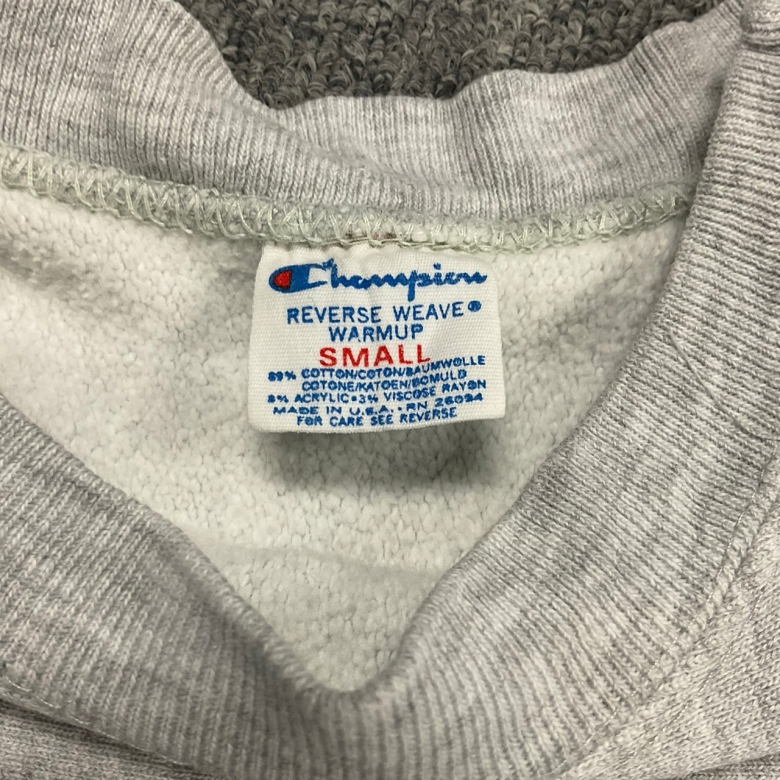 Champion
REVERSE WEAVE®
WARMUP
SMALL
89% COTTON/COTON/BAUMWOLLE
COTONE/KATOEN/BOMULD
8% ACRYLIC•3% VISCOSE RAYON
MADE IN U.S.A. • RN 26094
FOR CARE SEE REVERSE